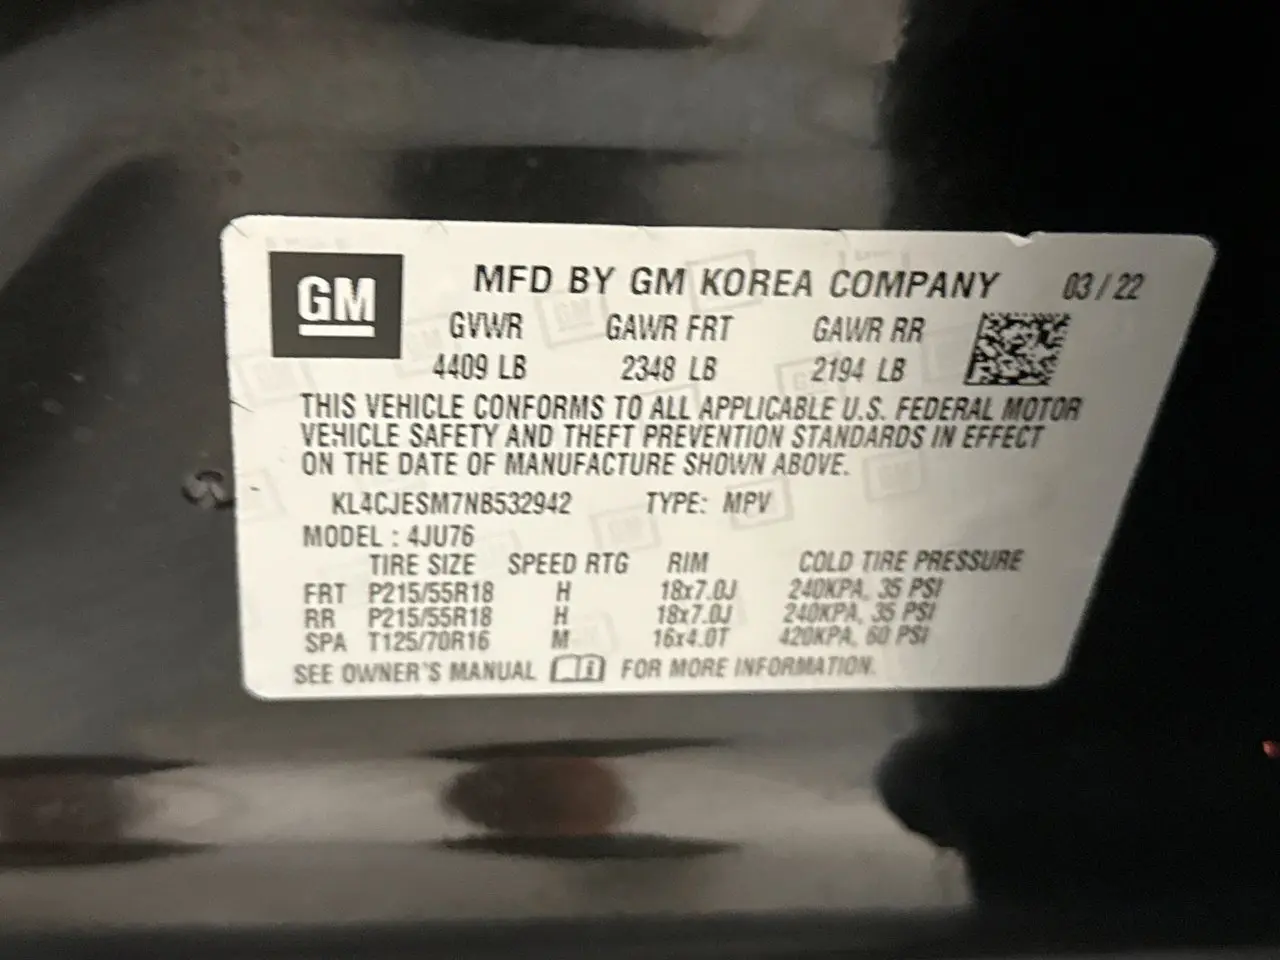 GM
MFD BY GM KOREA COMPANY 03/22
GVWR GAWR FRT GAWR RR
4409 LB 2348 LB 2194 LB
THIS VEHICLE CONFORMS TO ALL APPLICABLE U.S. FEDERAL MOTOR
VEHICLE SAFETY AND THEFT PREVENTION STANDARDS IN EFFECT
ON THE DATE OF MANUFACTURE SHOWN ABOVE.
KL4CJESM7NB532942 TYPE: MPV
MODEL : 4JU76
TIRE SIZE SPEED RTG RIM COLD TIRE PRESSURE
FRT P215/55R18 H 18x7.0J 240KPA, 35 PSI
RR P215/55R18 H 18x7.0J 240KPA, 35 PSI
SPA T125/70R16 M 16x4.0T 420KPA, 60 PSI
SEE OWNER'S MANUAL FOR MORE INFORMATION.